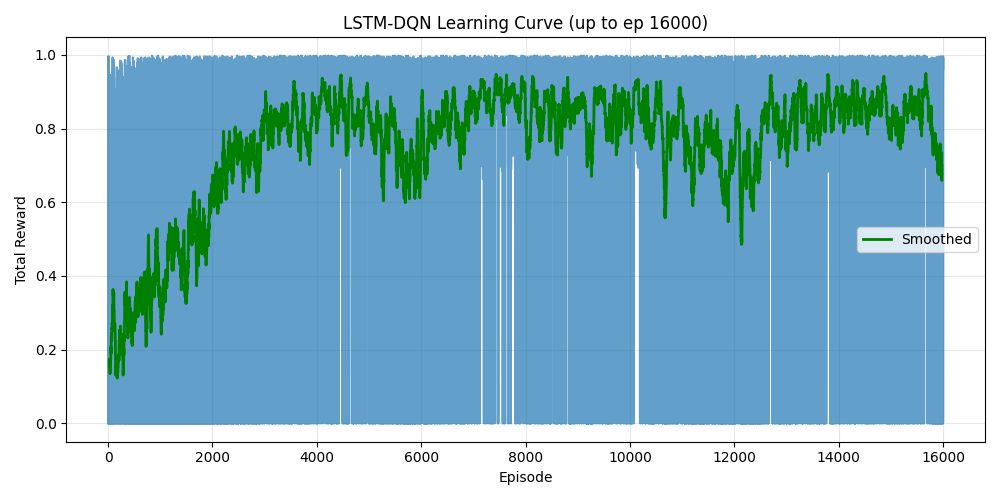 LSTM-DQN Learning Curve (up to ep 16000)
1.0
0.8
0.6
0.4
0.2
0.0
Total Reward
Smoothed
0 2000 4000 6000 8000 10000 12000 14000 16000
Episode